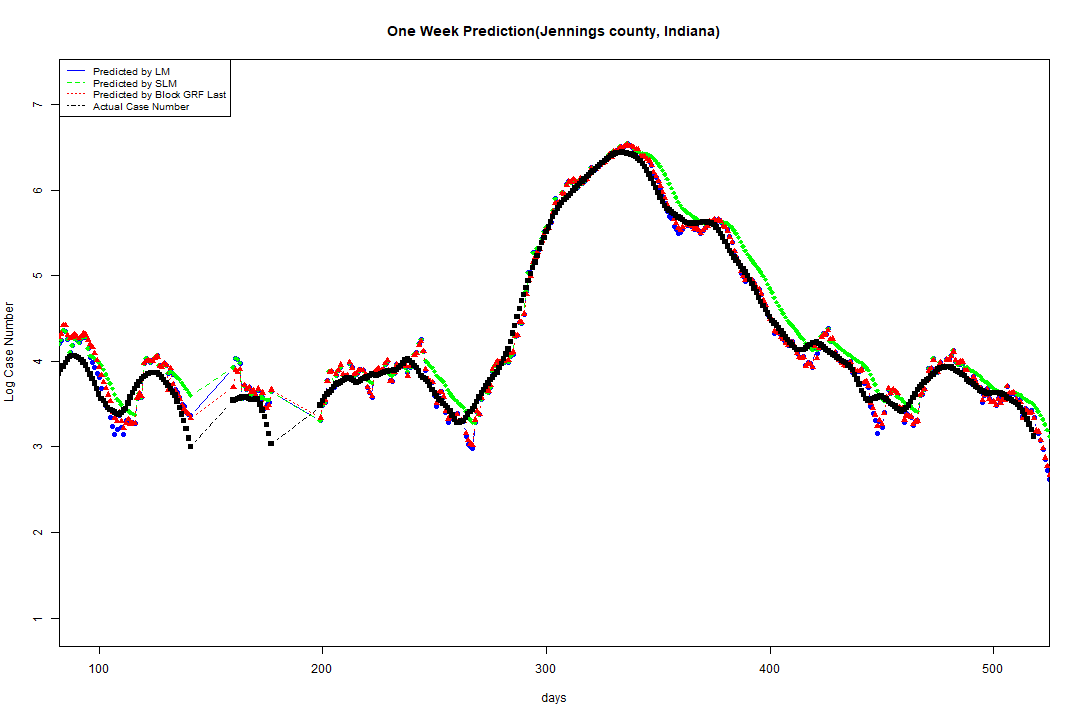 One Week Prediction(Jennings county, Indiana)
Predicted by LM
Predicted by SLM
Predicted by Block GRF Last
Actual Case Number
Log Case Number
7
6
5
4
3
2
1
100 200 300 400 500
days